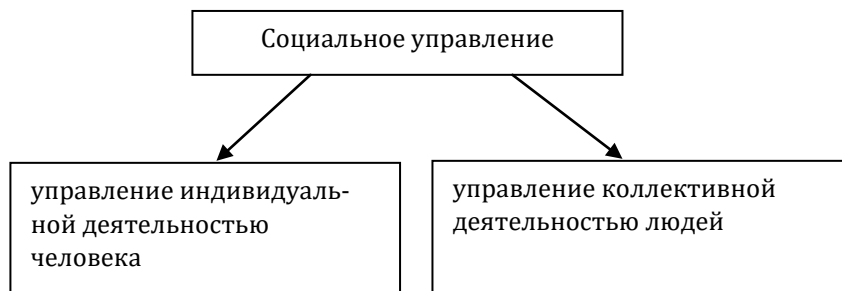 Социальное управление
управление индивидуаль-
ной деятельностью
человека
управление коллективной
деятельностью людей